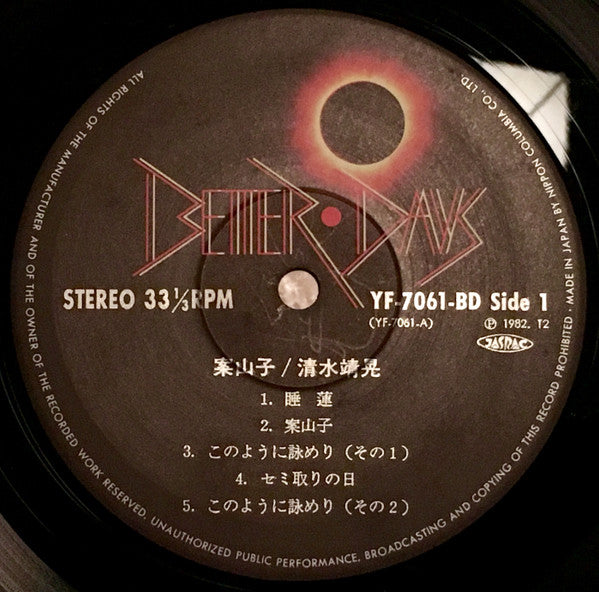 BETTER・DAYS
STEREO 33⅓RPM
YF-7061-BD Side 1
(YF-7061-A)
Ⓟ 1982. T2
JASRAC
案山子/清水靖晃
1. 睡蓮
2. 案山子
3. このように詠めり(その1)
4. セミ取りの日
5. このように詠めり(その2)
ALL RIGHTS OF THE MANUFACTURER AND OF THE OWNER OF THE RECORDED WORK RESERVED. UNAUTHORIZED PUBLIC PERFORMANCE, BROADCASTING AND COPYING OF THIS RECORD PROHIBITED・MADE IN JAPAN BY NIPPON COLUMBIA CO., LTD.